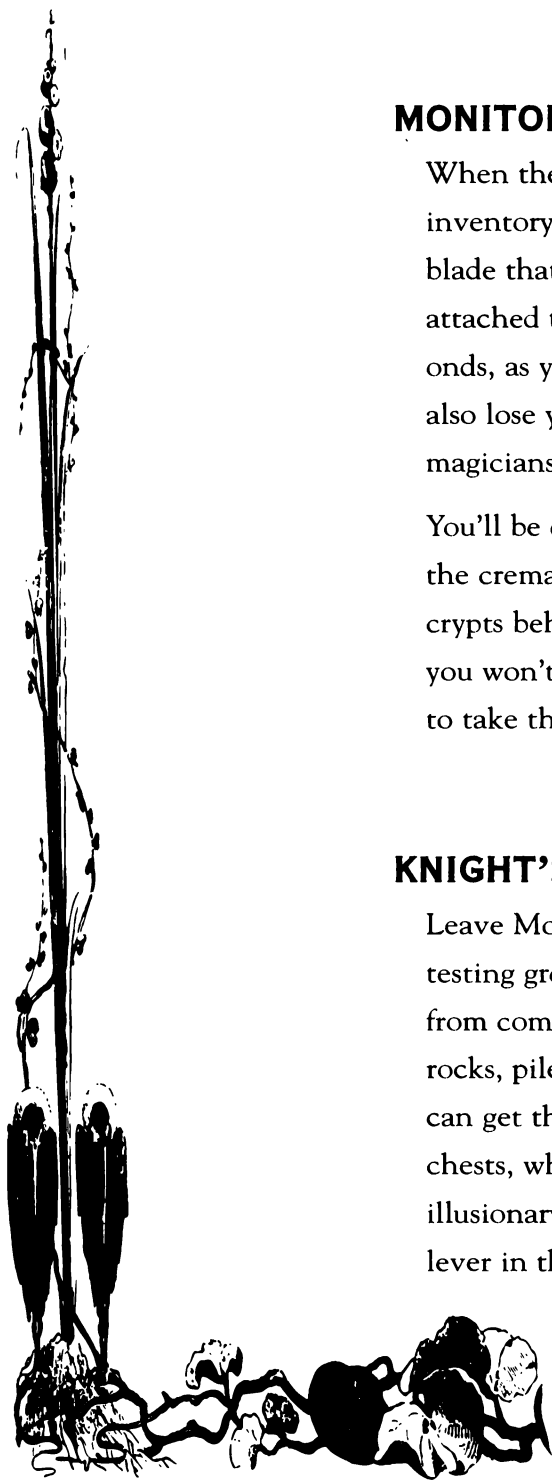 MONITO
When the
inventory
blade that
attached
onds, as y
also lose
magicians
You'll be
the crema
crypts beh
you won't
to take th
KNIGHT'
Leave Mo
testing gr
from com
rocks, pile
can get th
chests, wh
illusionar
lever in th